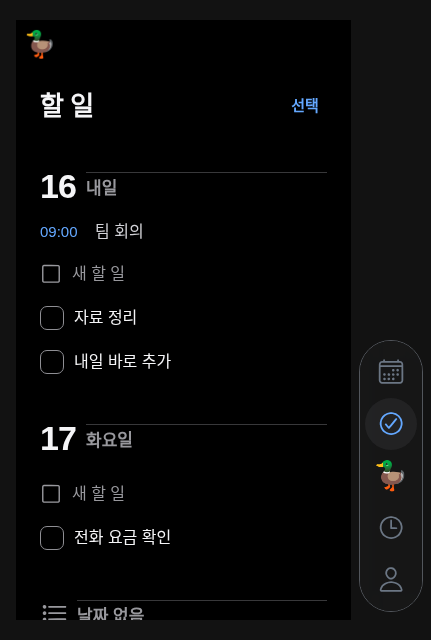 할 일
선택
16 내일
09:00 팀 회의
새 할 일
자료 정리
내일 바로 추가
17 화요일
새 할 일
전화 요금 확인
날짜 없음